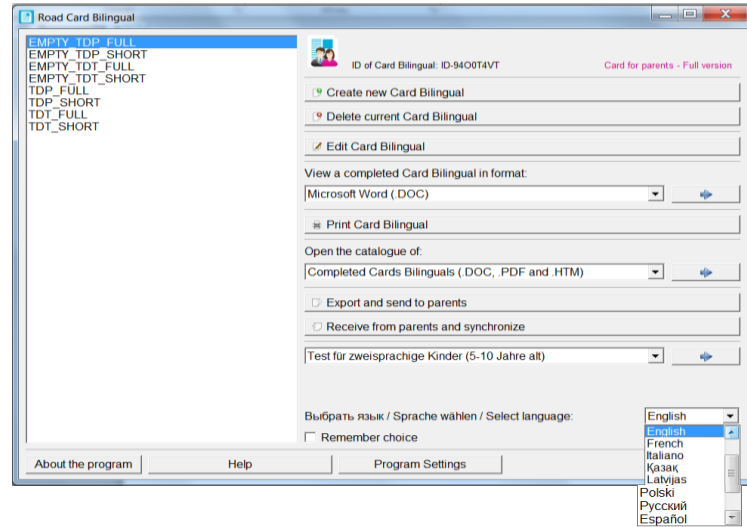 Road Card Bilingual
EMPTY_TDP_FULL
EMPTY_TDP_SHORT
EMPTY_TDT_FULL
EMPTY_TDT_SHORT
TDP_FULL
TDP_SHORT
TDT_FULL
TDT_SHORT
ID of Card Bilingual: ID-94O0T4VT
Card for parents - Full version
Create new Card Bilingual
Delete current Card Bilingual
Edit Card Bilingual
View a completed Card Bilingual in format:
Microsoft Word (.DOC)
Print Card Bilingual
Open the catalogue of:
Completed Cards Bilinguals (.DOC, .PDF and .HTM)
Export and send to parents
Receive from parents and synchronize
Test für zweisprachige Kinder (5-10 Jahre alt)
Выбрать язык / Sprache wählen / Select language:
English
Remember choice
English
French
Italiano
Қазақ
Latvijas
Polski
Русский
Español
About the program
Help
Program Settings